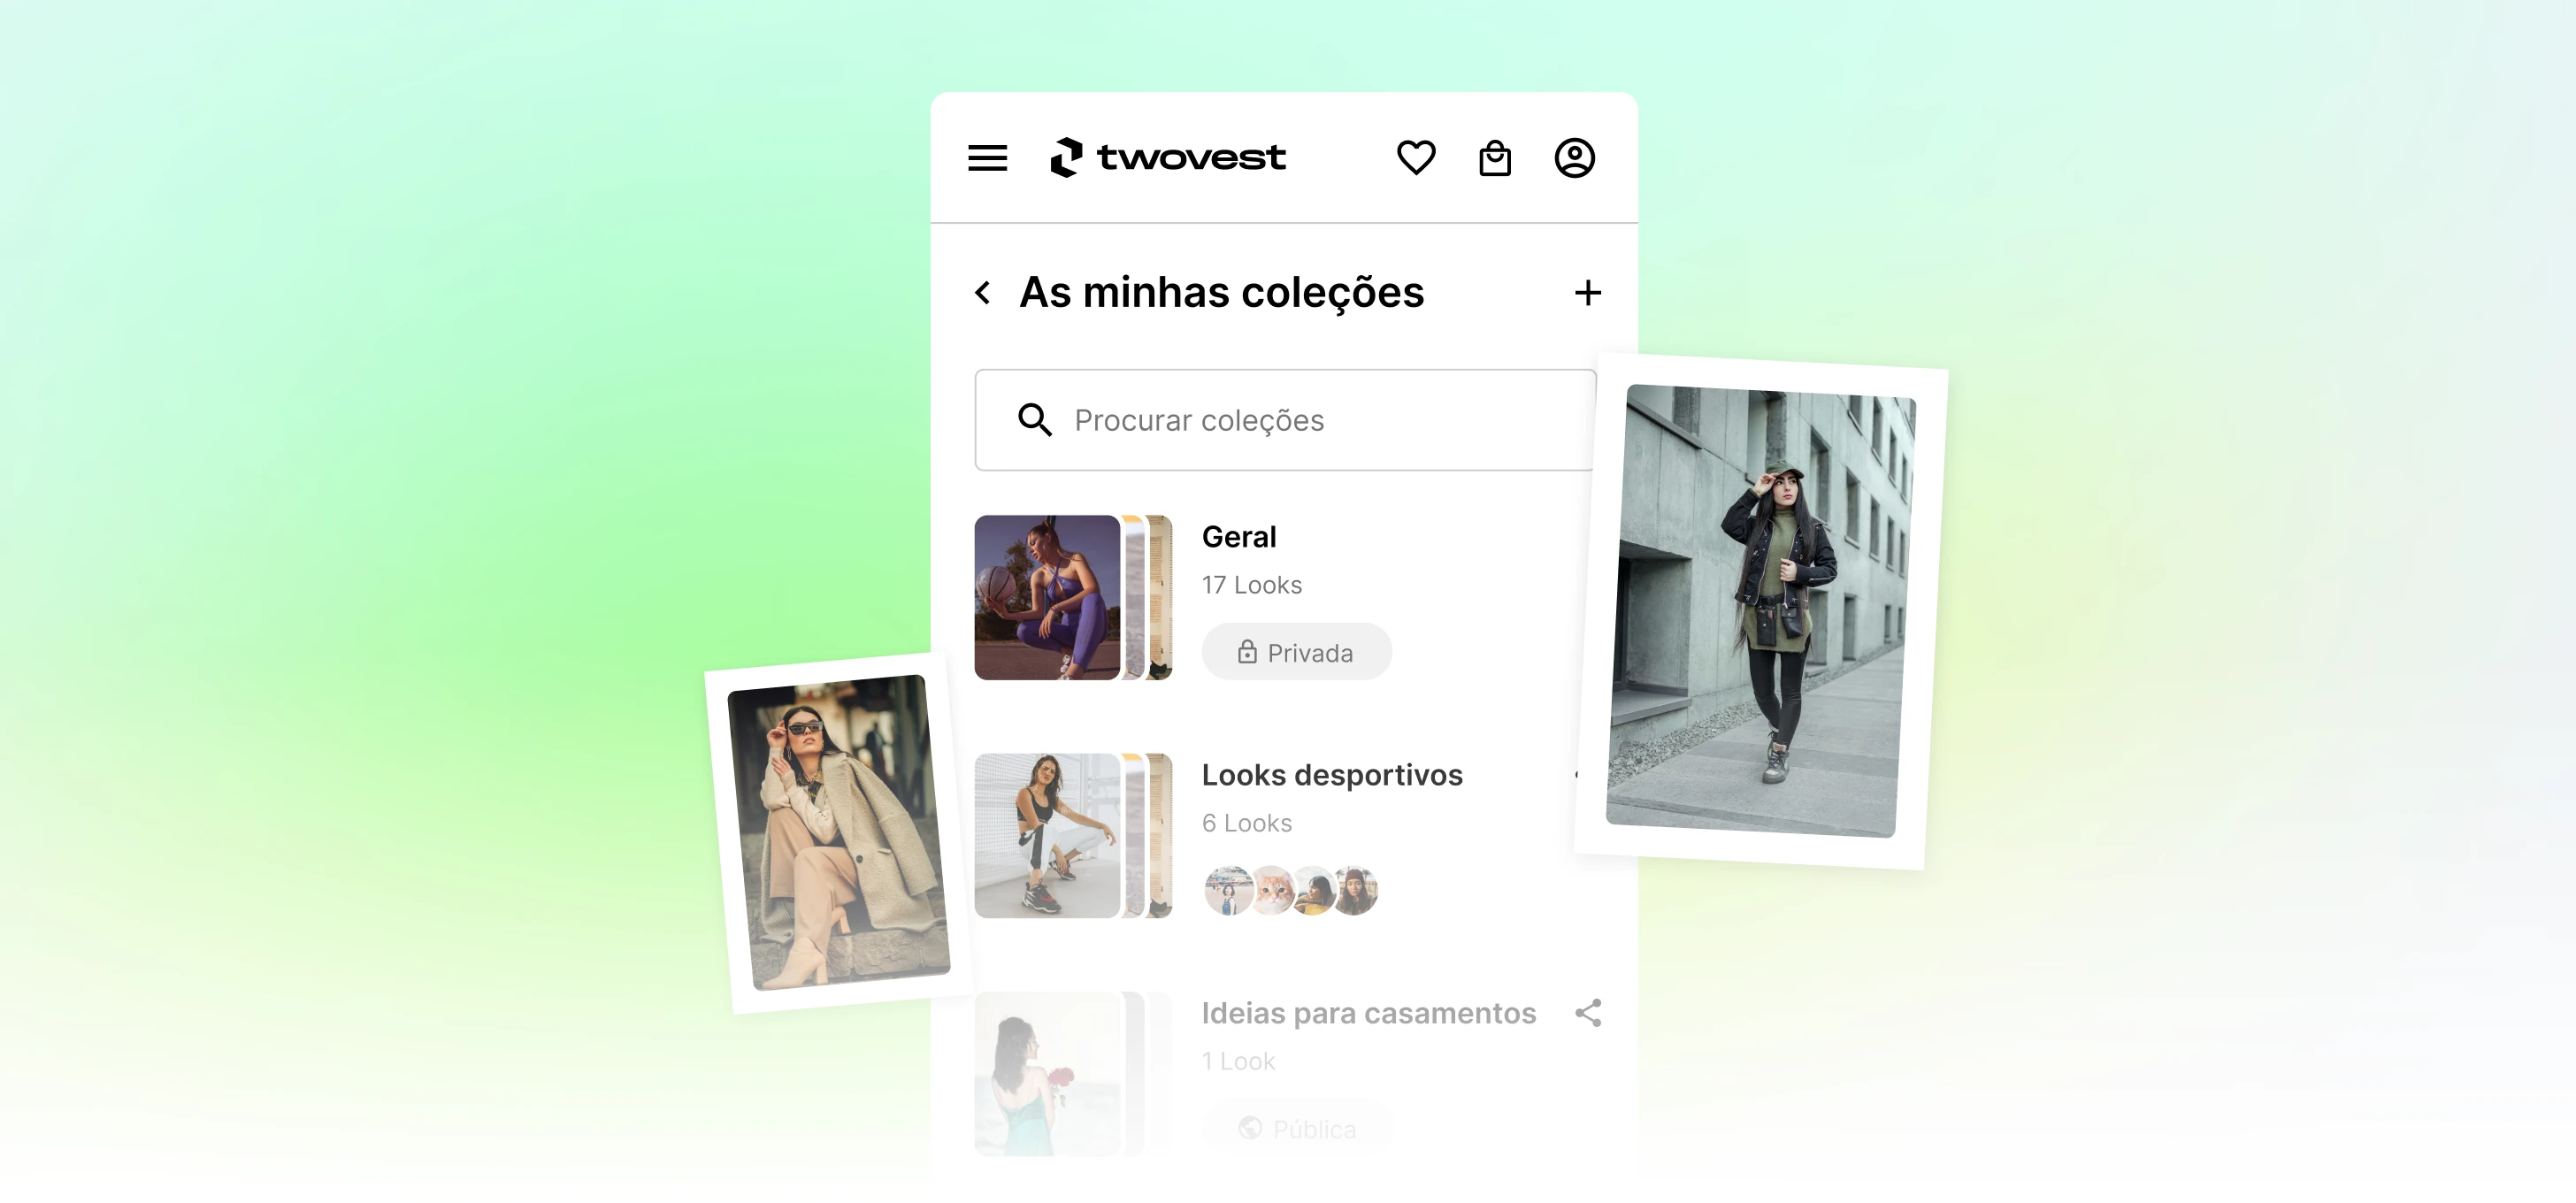 twovest
As minhas coleções
Procurar coleções
Geral
17 Looks
Privada
Looks desportivos
6 Looks
Ideias para casamentos
1 Look
Pública